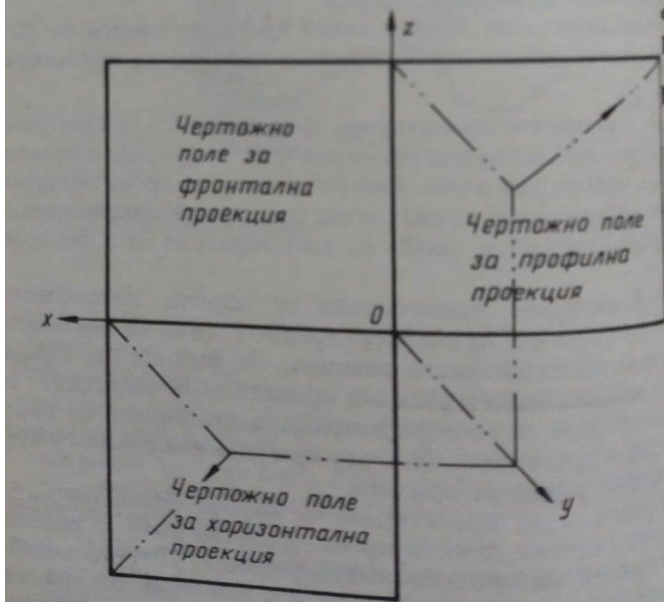 z
Чертожно
поле за
фронтална
проекция
Чертожно поле
за профилна
проекция
x
0
y
Чертожно поле
за хоризонтална
проекция